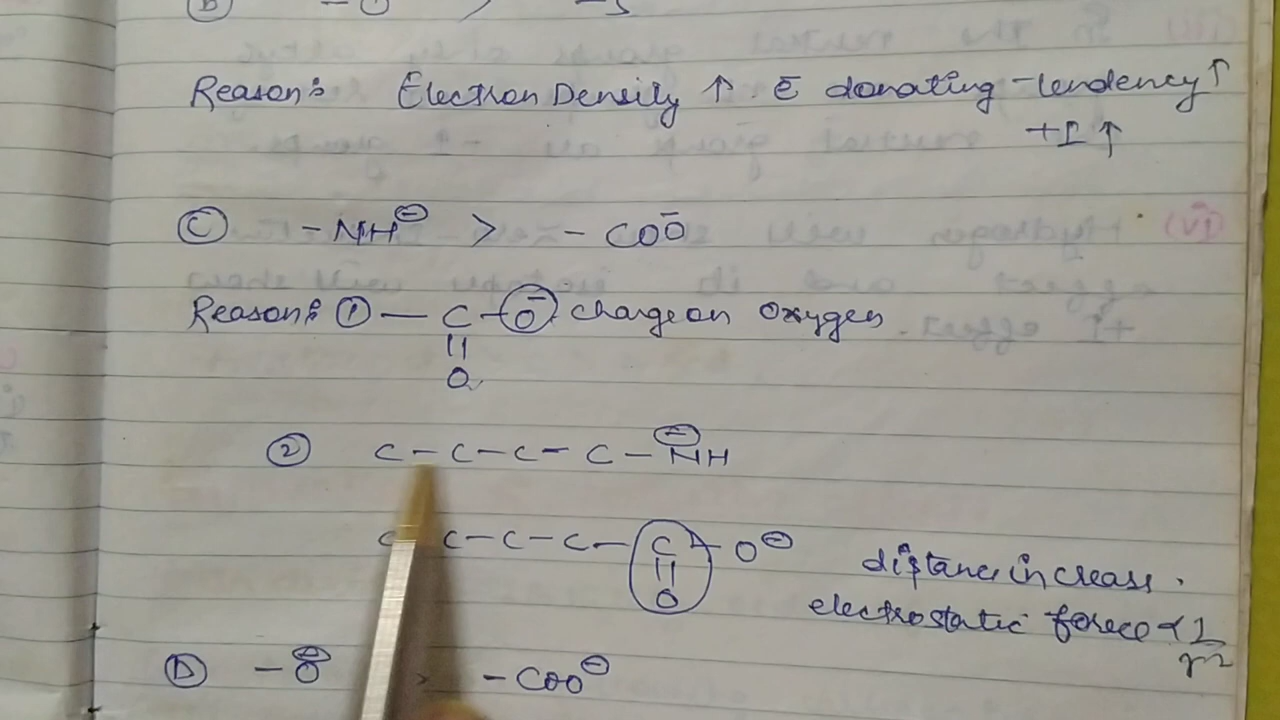 Reason: Electron Density ↑ ē donating tendency ↑
+I ↑
(C) - NH⊖ > - COO⁻
Reason: ① — C — O⁻ charge on oxygen.
||
O
② C - C - C - C - NH⊖
C C - C - C - C - O⊖ distance increase.
||
O
electrostatic force ∝ 1/r²
(D) - O⊖ > - COO⊖